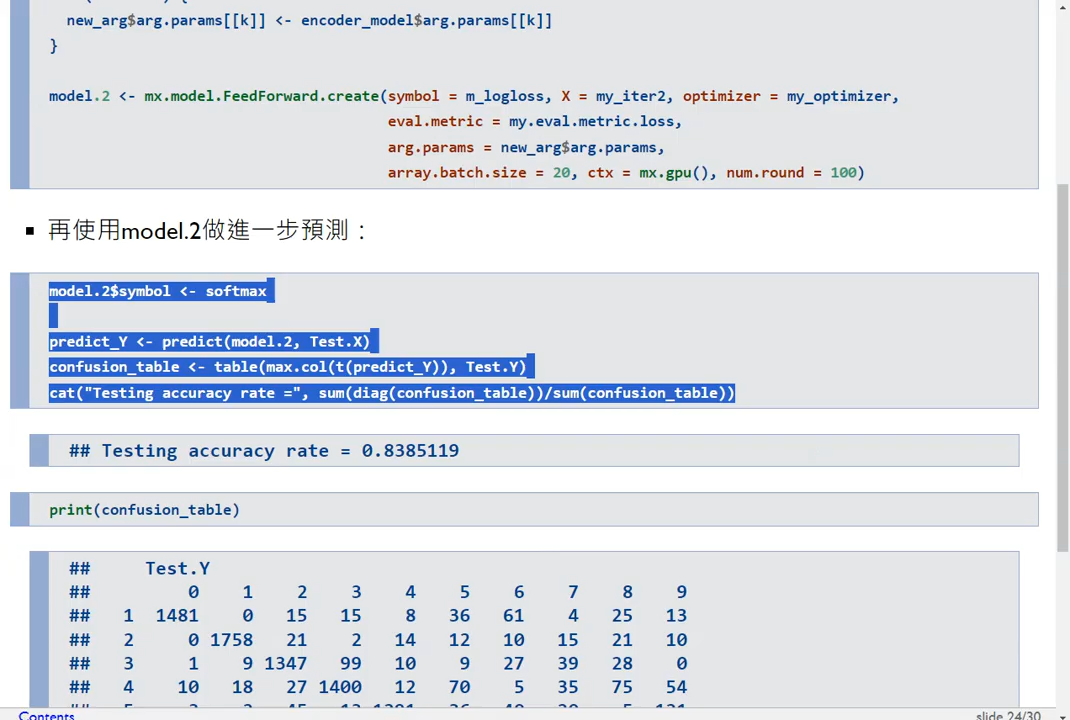 new_arg$arg.params[[k]] <- encoder_model$arg.params[[k]]
}
model.2 <- mx.model.FeedForward.create(symbol = m_logloss, X = my_iter2, optimizer = my_optimizer,
eval.metric = my.eval.metric.loss,
arg.params = new_arg$arg.params,
array.batch.size = 20, ctx = mx.gpu(), num.round = 100)
▪ 再使用model.2做進一步預測：
model.2$symbol <- softmax
predict_Y <- predict(model.2, Test.X)
confusion_table <- table(max.col(t(predict_Y)), Test.Y)
cat("Testing accuracy rate =", sum(diag(confusion_table))/sum(confusion_table))
## Testing accuracy rate = 0.8385119
print(confusion_table)
## Test.Y
## 0 1 2 3 4 5 6 7 8 9
## 1 1481 0 15 15 8 36 61 4 25 13
## 2 0 1758 21 2 14 12 10 15 21 10
## 3 1 9 1347 99 10 9 27 39 28 0
## 4 10 18 27 1400 12 70 5 35 75 54
Contents
slide 24/30